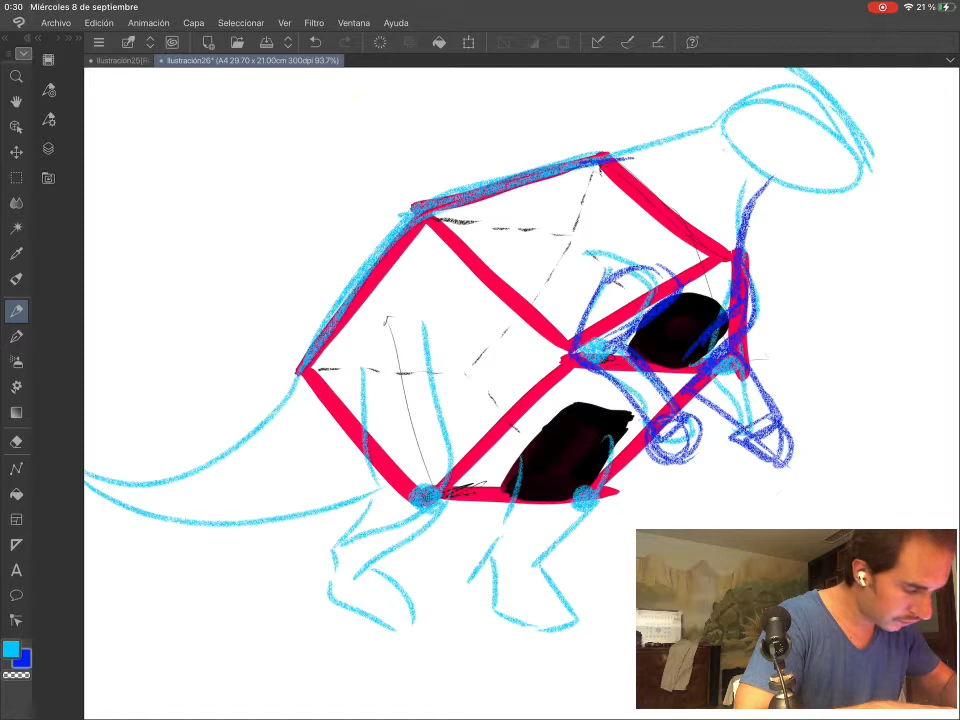 0:30 Miércoles 8 de septiembre
21 %
Archivo Edición Animación Capa Seleccionar Ver Filtro Ventana Ayuda
Ilustración26* (A4 29.70 x 21.00cm 300dpi 93.7%)